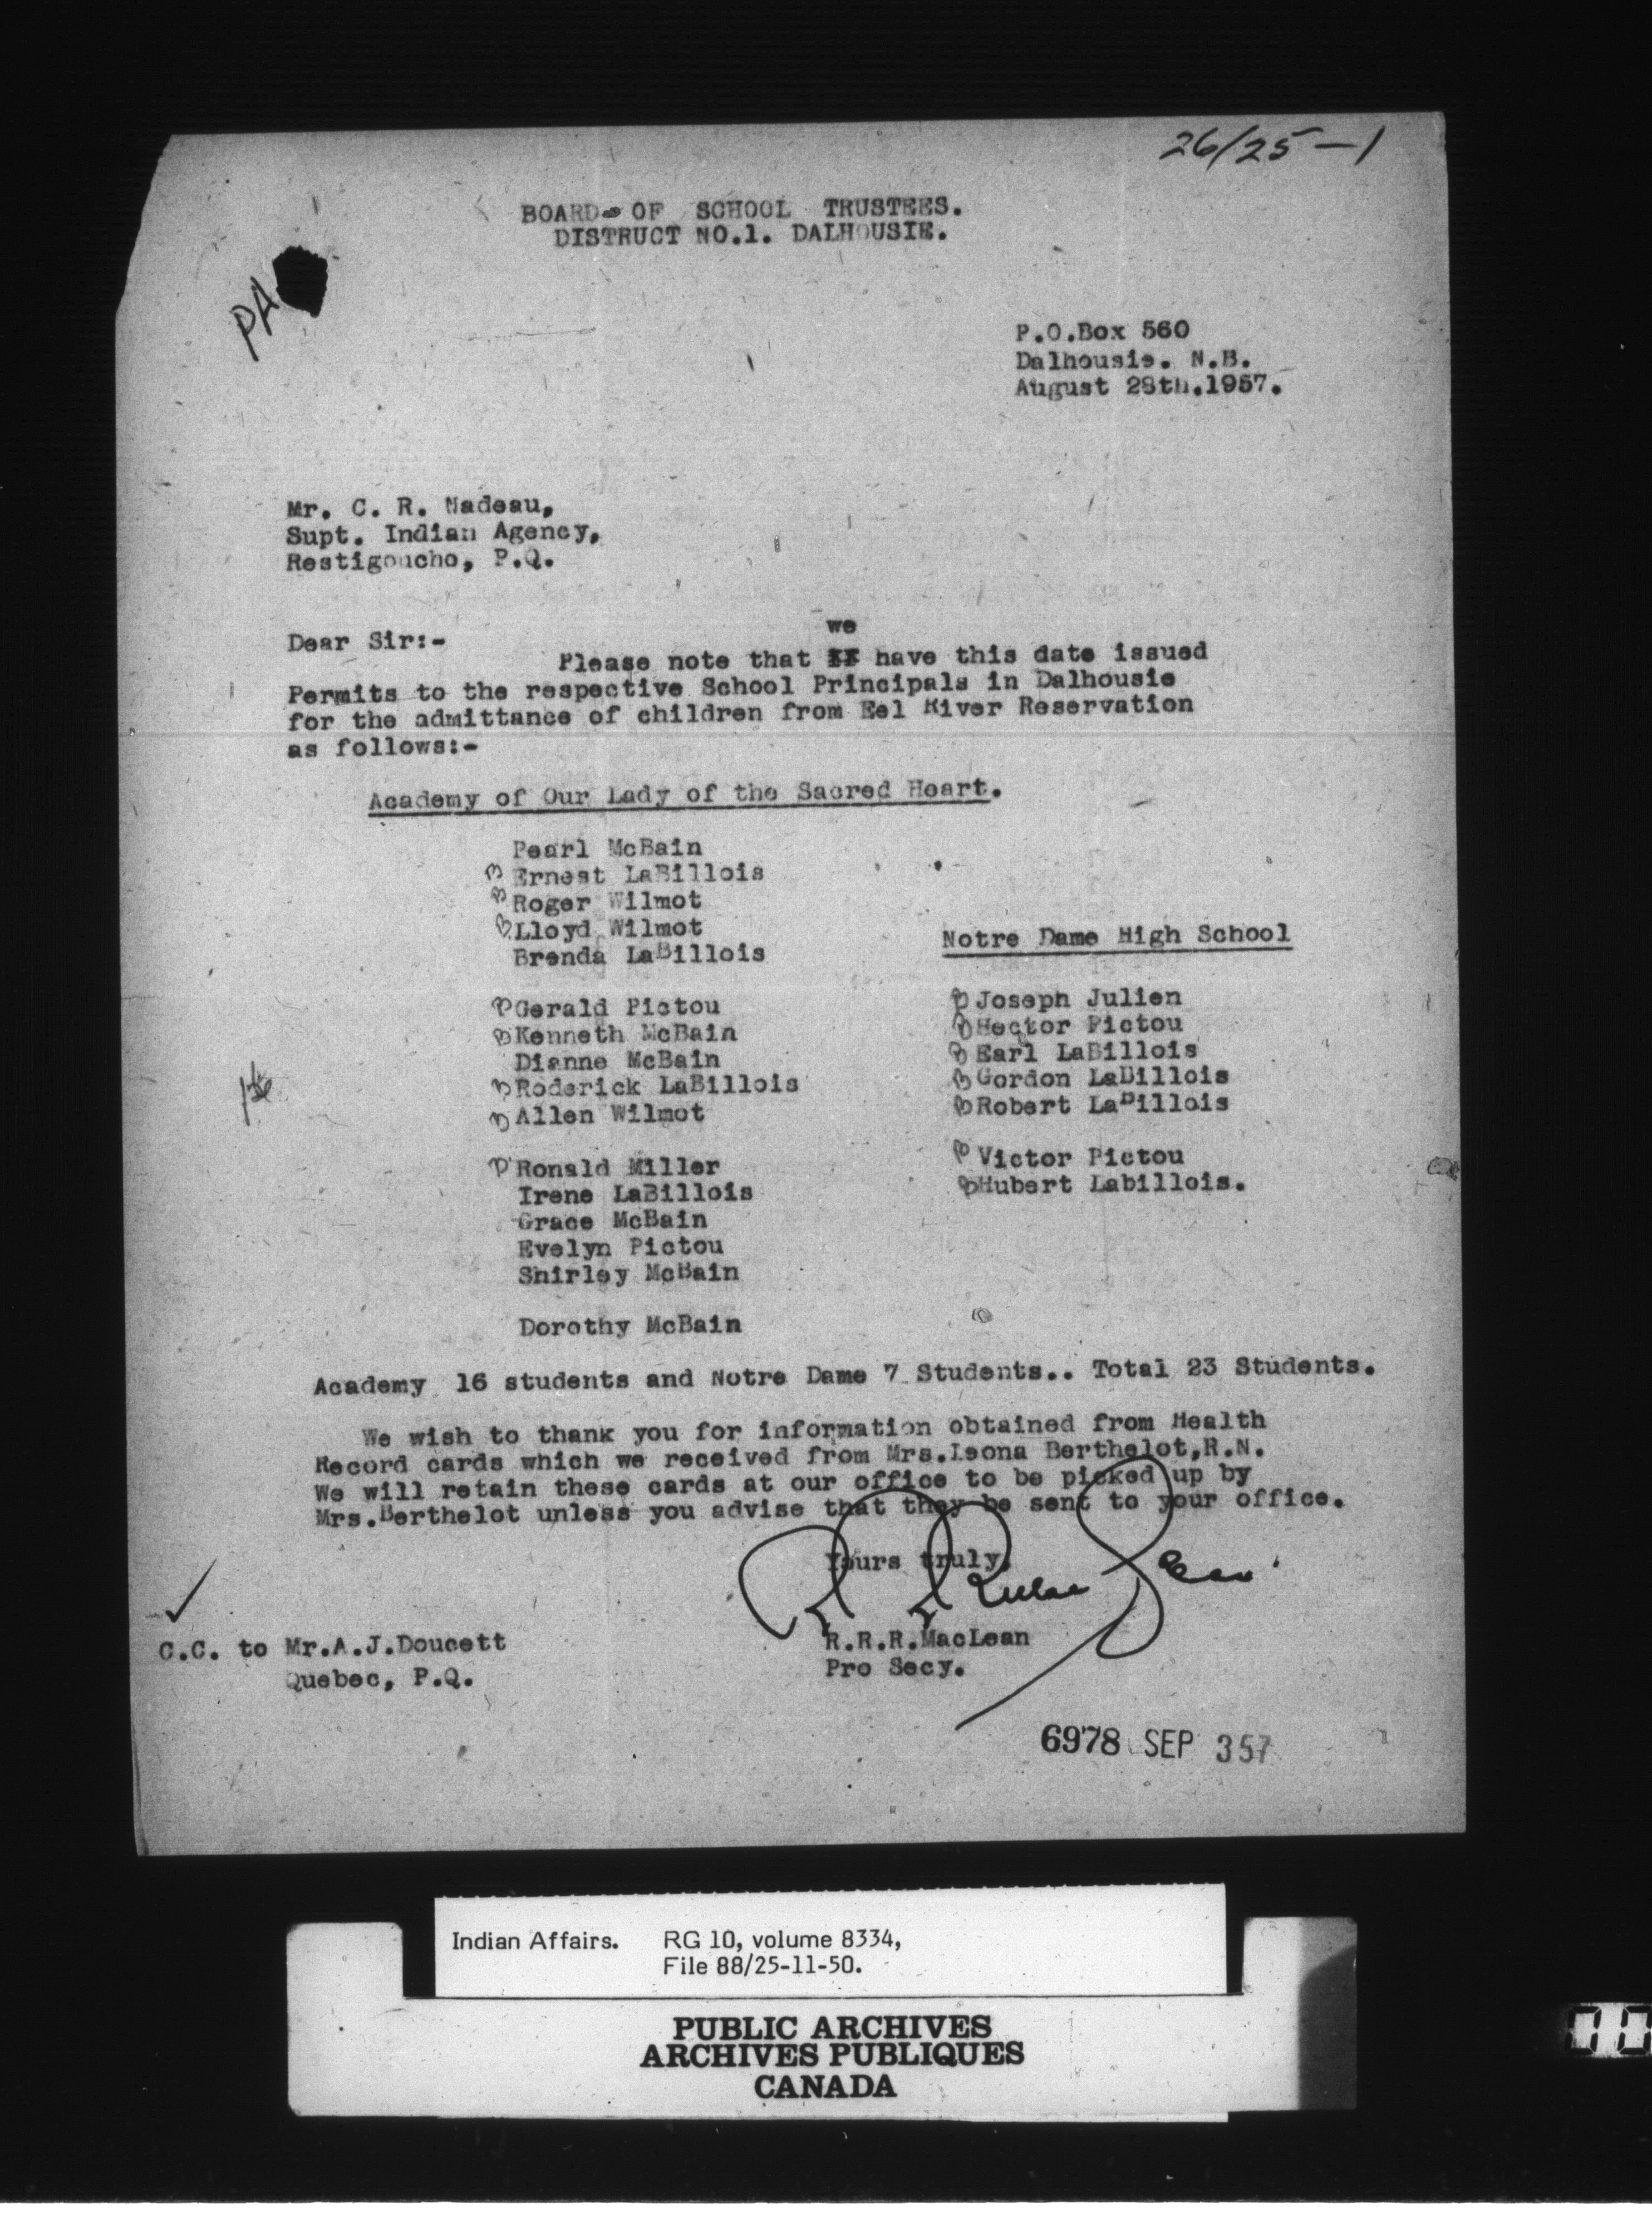 26/25-1
BOARD OF SCHOOL TRUSTEES.
DISTRUCT NO.1. DALHOUSIE.
PA
P.O.Box 560
Dalhousie. N.B.
August 28th.1957.
Mr. C. R. Nadeau,
Supt. Indian Agency,
Restigouche, P.Q.
we
Dear Sir:-
Please note that have this date issued
Permits to the respective School Principals in Dalhousie
for the admittance of children from Eel River Reservation
as follows:-
Academy of Our Lady of the Sacred Heart.
Pearl McBain
B Ernest LaBillois
B Roger Wilmot
B Lloyd Wilmot
Brenda LaBillois
B Gerald Pictou
B Kenneth McBain
Dianne McBain
B Roderick LaBillois
B Allen Wilmot
B Ronald Miller
Irene LaBillois
Grace McBain
Evelyn Pictou
Shirley McBain
Dorothy McBain
Notre Dame High School
B Joseph Julien
B Hector Pictou
B Earl LaBillois
B Gordon LaBillois
B Robert LaBillois
B Victor Pictou
B Hubert Labillois.
Academy 16 students and Notre Dame 7 Students.. Total 23 Students.
We wish to thank you for information obtained from Health
Record cards which we received from Mrs.Leona Berthelot,R.N.
We will retain these cards at our office to be picked up by
Mrs.Berthelot unless you advise that they be sent to your office.
Yours truly,
R.R.R.MacLean
Pro Secy.
C.C. to Mr.A.J.Doucett
Quebec, P.Q.
6978 SEP 3 57
Indian Affairs. RG 10, volume 8334,
File 88/25-11-50.
PUBLIC ARCHIVES
ARCHIVES PUBLIQUES
CANADA